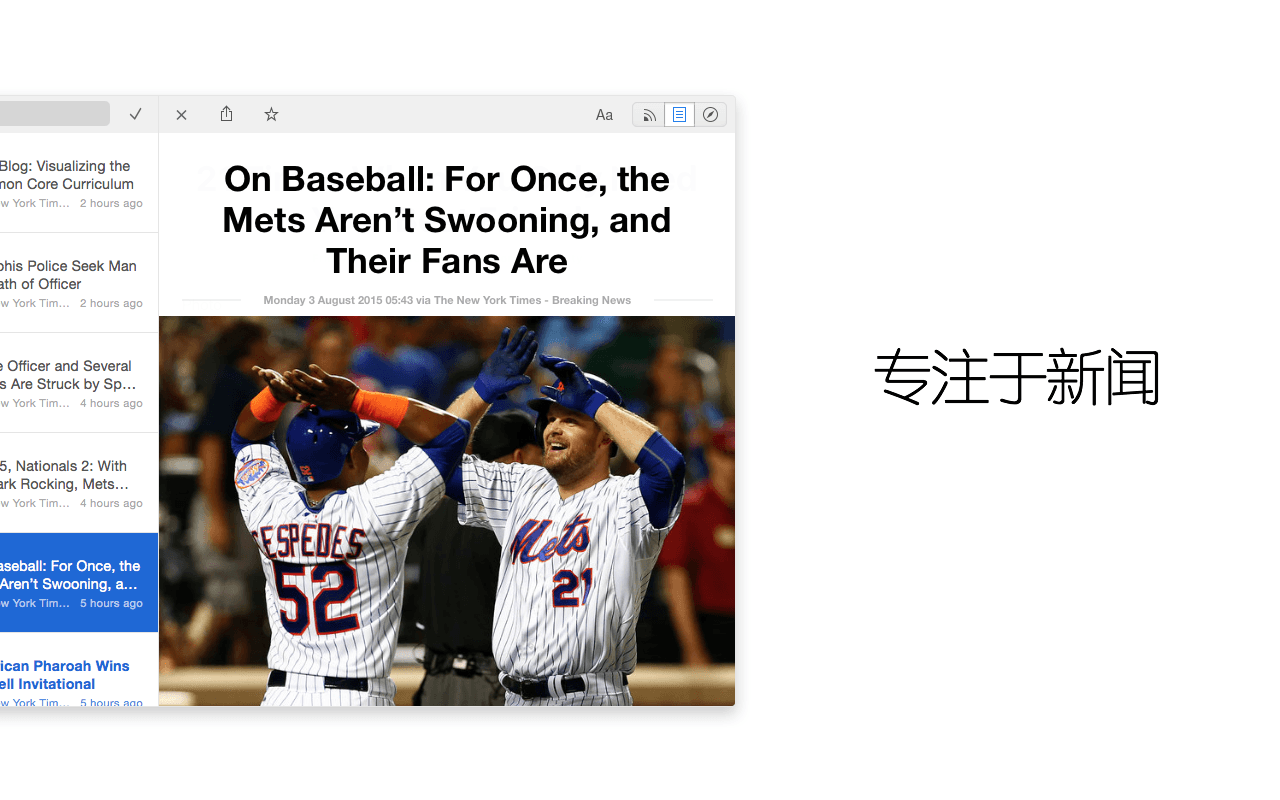 Aa
Blog: Visualizing the
mon Core Curriculum
w York Tim... 2 hours ago
phis Police Seek Man
ath of Officer
w York Tim... 2 hours ago
e Officer and Several
s Are Struck by Sp...
w York Tim... 4 hours ago
5, Nationals 2: With
ark Rocking, Mets...
w York Tim... 4 hours ago
aseball: For Once, the
Aren’t Swooning, a...
w York Tim... 5 hours ago
ican Pharoah Wins
ell Invitational
w York Tim... 5 hours ago
On Baseball: For Once, the
Mets Aren’t Swooning, and
Their Fans Are
Monday 3 August 2015 05:43 via The New York Times - Breaking News
CESPEDES
52
Mets
21
专注于新闻